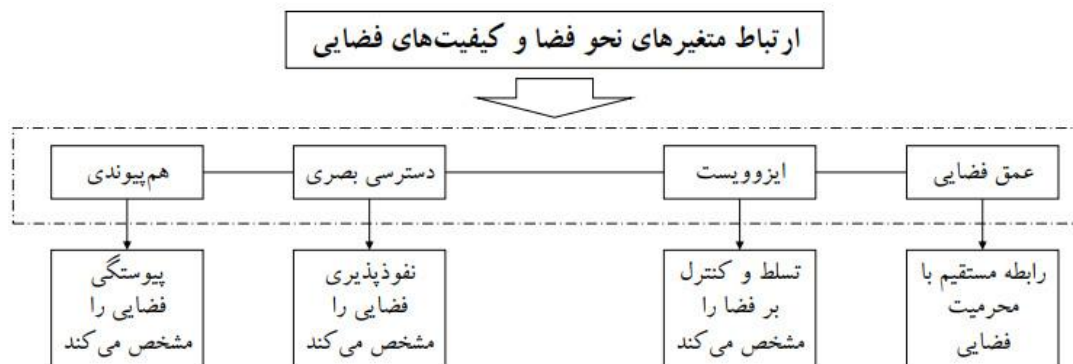 ارتباط متغیرهای نحو فضا و کیفیت‌های فضایی
عمق فضایی
ایزوویست
دسترسی بصری
هم‌پیوندی
رابطه مستقیم با
محرمیت
فضایی
تسلط و کنترل
بر فضا را
مشخص می‌کند
نفوذپذیری
فضایی را
مشخص می‌کند
پیوستگی
فضایی را
مشخص می‌کند